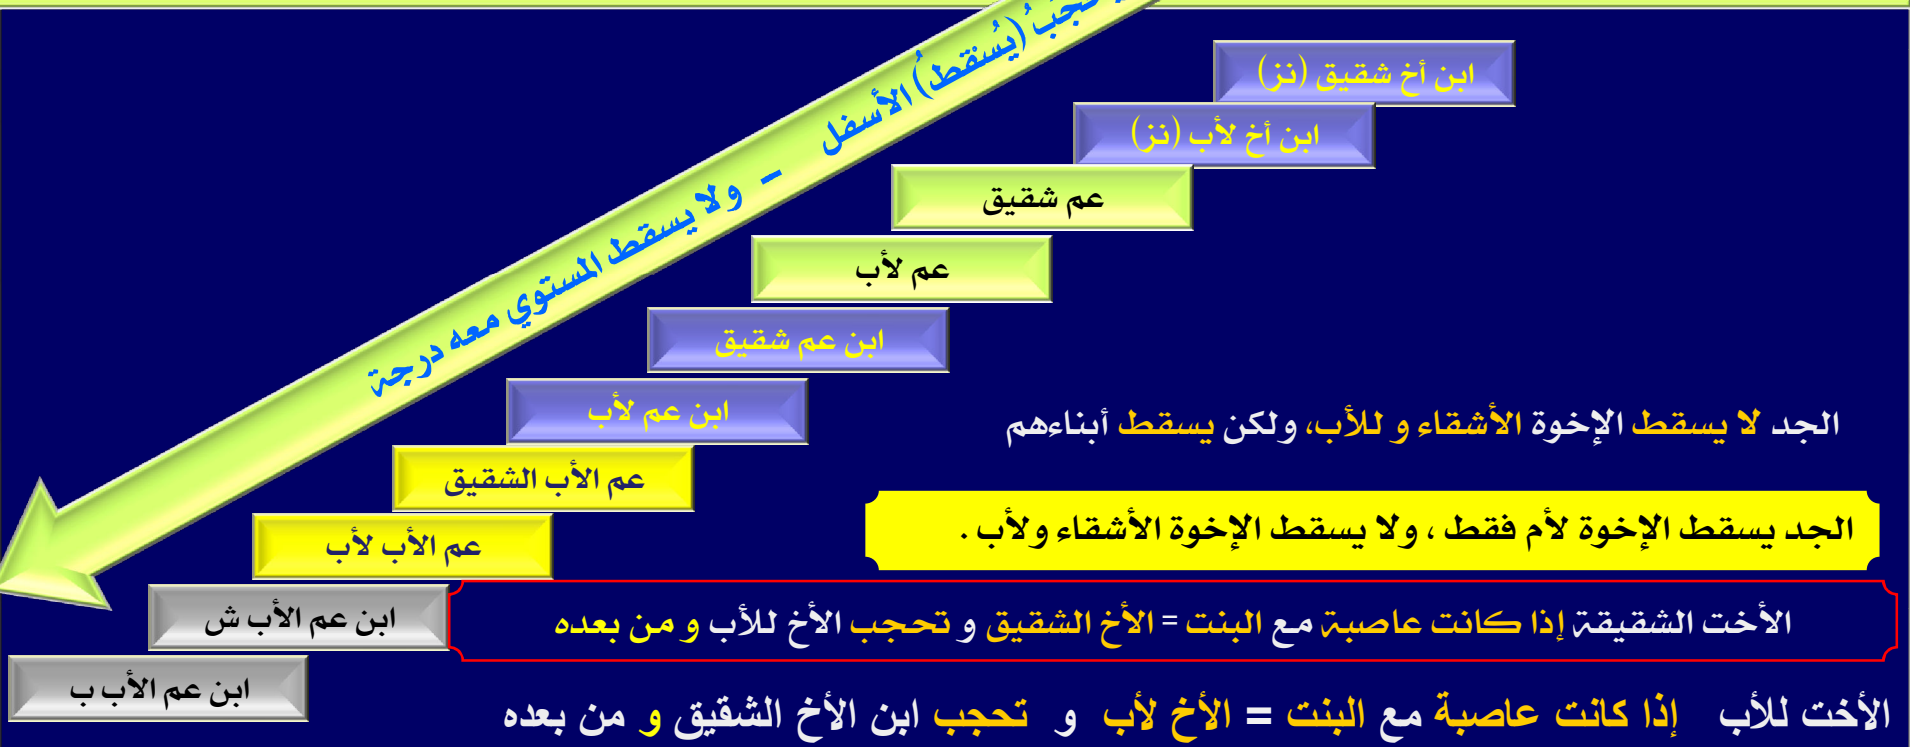 يُسقطُ) الأسفل – ولا يسقط المستوي معه درجة
ابن أخ شقيق (نز)
ابن أخ لأب (نز)
عم شقيق
عم لأب
ابن عم شقيق
ابن عم لأب
الجد لا يسقط الإخوة الأشقاء و للأب، ولكن يسقط أبناءهم
عم الأب الشقيق
الجد يسقط الإخوة لأم فقط ، ولا يسقط الإخوة الأشقاء ولأب .
عم الأب لأب
ابن عم الأب ش
الأخت الشقيقة إذا كانت عاصبة مع البنت = الأخ الشقيق و تحجب الأخ للأب و من بعده
ابن عم الأب ب
الأخت للأب إذا كانت عاصبة مع البنت = الأخ لأب و تحجب ابن الأخ الشقيق و من بعده